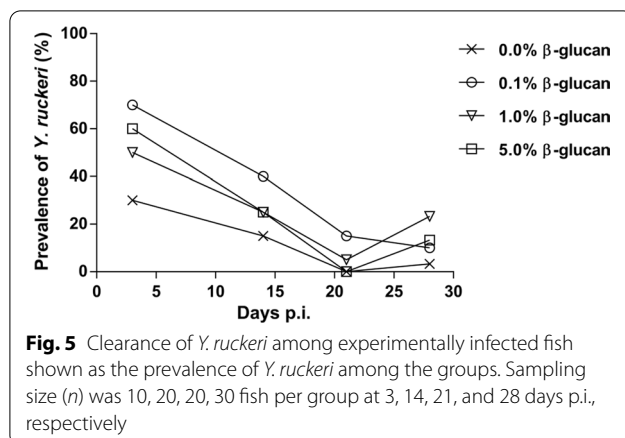 100
80
60
40
20
0
Prevalence of Y. ruckeri (%)
0 5 10 15 20 25 30
Days p.i.
0.0% β-glucan
0.1% β-glucan
1.0% β-glucan
5.0% β-glucan
Fig. 5 Clearance of Y. ruckeri among experimentally infected fish
shown as the prevalence of Y. ruckeri among the groups. Sampling
size (n) was 10, 20, 20, 30 fish per group at 3, 14, 21, and 28 days p.i.,
respectively